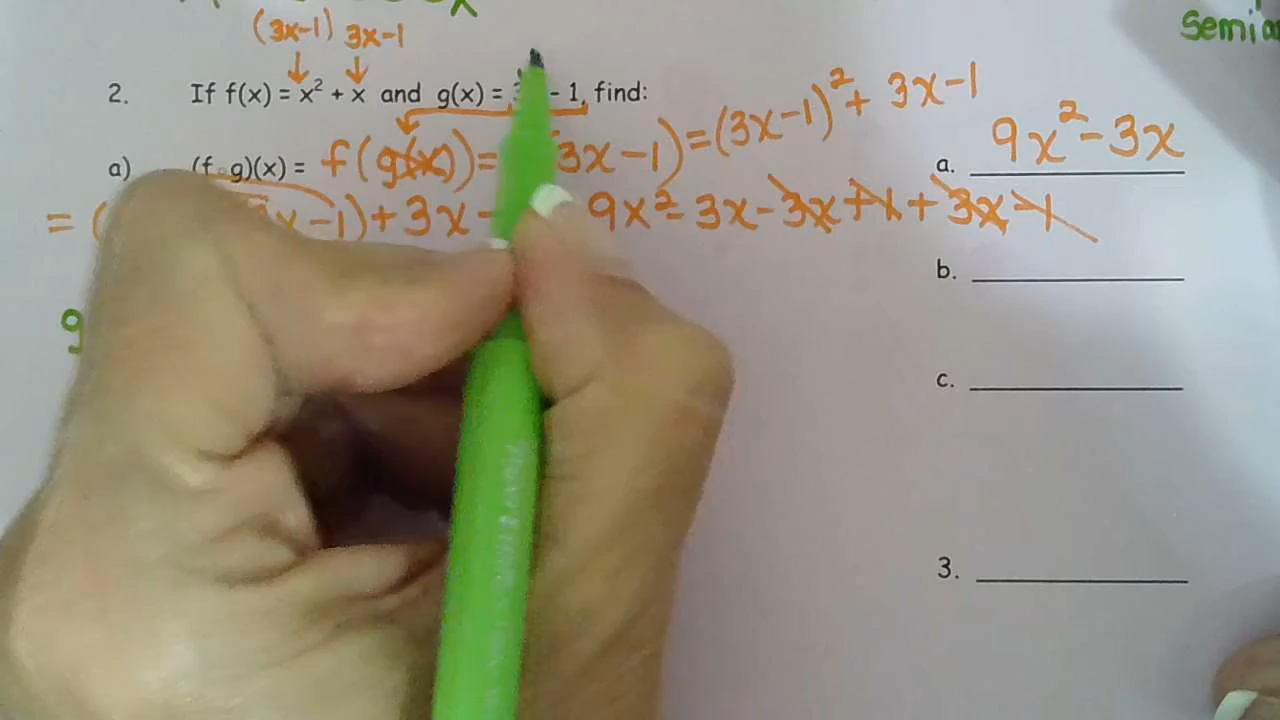 (3x-1) 3x-1
Semi
2. If f(x) = x² + x and g(x) = - 1, find:
a) (f g)(x) = f(g(x)) = 3x-1) = (3x-1)² + 3x-1
a. 9x² - 3x
= ( x-1) + 3x - 9x² - 3x - 3x + 1 + 3x - 1
b.
g
c.
3.